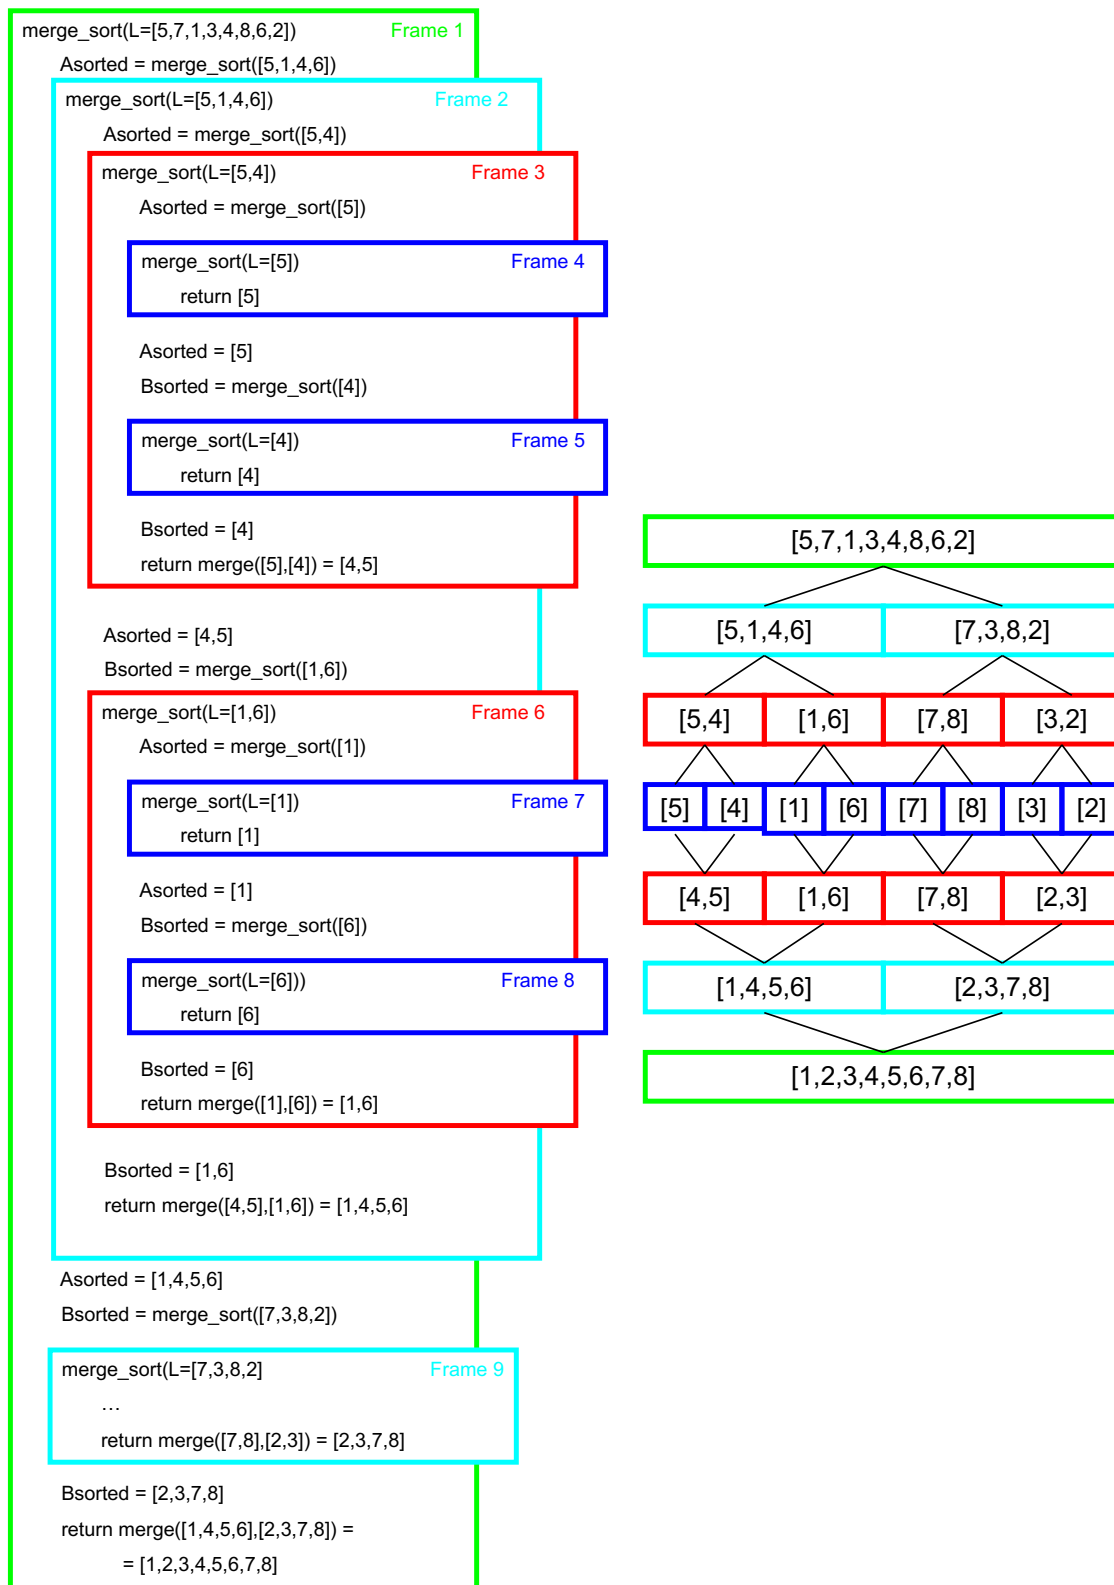 merge_sort(L=[5,7,1,3,4,8,6,2]) Frame 1
Asorted = merge_sort([5,1,4,6])
merge_sort(L=[5,1,4,6]) Frame 2
Asorted = merge_sort([5,4])
merge_sort(L=[5,4]) Frame 3
Asorted = merge_sort([5])
merge_sort(L=[5]) Frame 4
return [5]
Asorted = [5]
Bsorted = merge_sort([4])
merge_sort(L=[4]) Frame 5
return [4]
Bsorted = [4]
return merge([5],[4]) = [4,5]
Asorted = [4,5]
Bsorted = merge_sort([1,6])
merge_sort(L=[1,6]) Frame 6
Asorted = merge_sort([1])
merge_sort(L=[1]) Frame 7
return [1]
Asorted = [1]
Bsorted = merge_sort([6])
merge_sort(L=[6])) Frame 8
return [6]
Bsorted = [6]
return merge([1],[6]) = [1,6]
Bsorted = [1,6]
return merge([4,5],[1,6]) = [1,4,5,6]
Asorted = [1,4,5,6]
Bsorted = merge_sort([7,3,8,2])
merge_sort(L=[7,3,8,2] Frame 9
…
return merge([7,8],[2,3]) = [2,3,7,8]
Bsorted = [2,3,7,8]
return merge([1,4,5,6],[2,3,7,8]) =
= [1,2,3,4,5,6,7,8]
[5,7,1,3,4,8,6,2]
[5,1,4,6] [7,3,8,2]
[5,4] [1,6] [7,8] [3,2]
[5] [4] [1] [6] [7] [8] [3] [2]
[4,5] [1,6] [7,8] [2,3]
[1,4,5,6] [2,3,7,8]
[1,2,3,4,5,6,7,8]